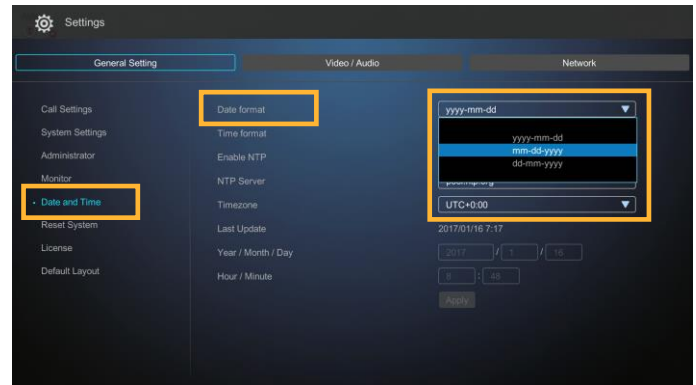 Settings
General Setting Video / Audio Network
Call Settings Date format yyyy-mm-dd
System Settings Time format yyyy-mm-dd
Administrator Enable NTP mm-dd-yyyy
dd-mm-yyyy
Monitor NTP Server
Date and Time Timezone UTC+0:00
Reset System Last Update 2017/01/16 7:17
License Year / Month / Day 2017 / 1 / 16
Default Layout Hour / Minute 8 : 48
Apply